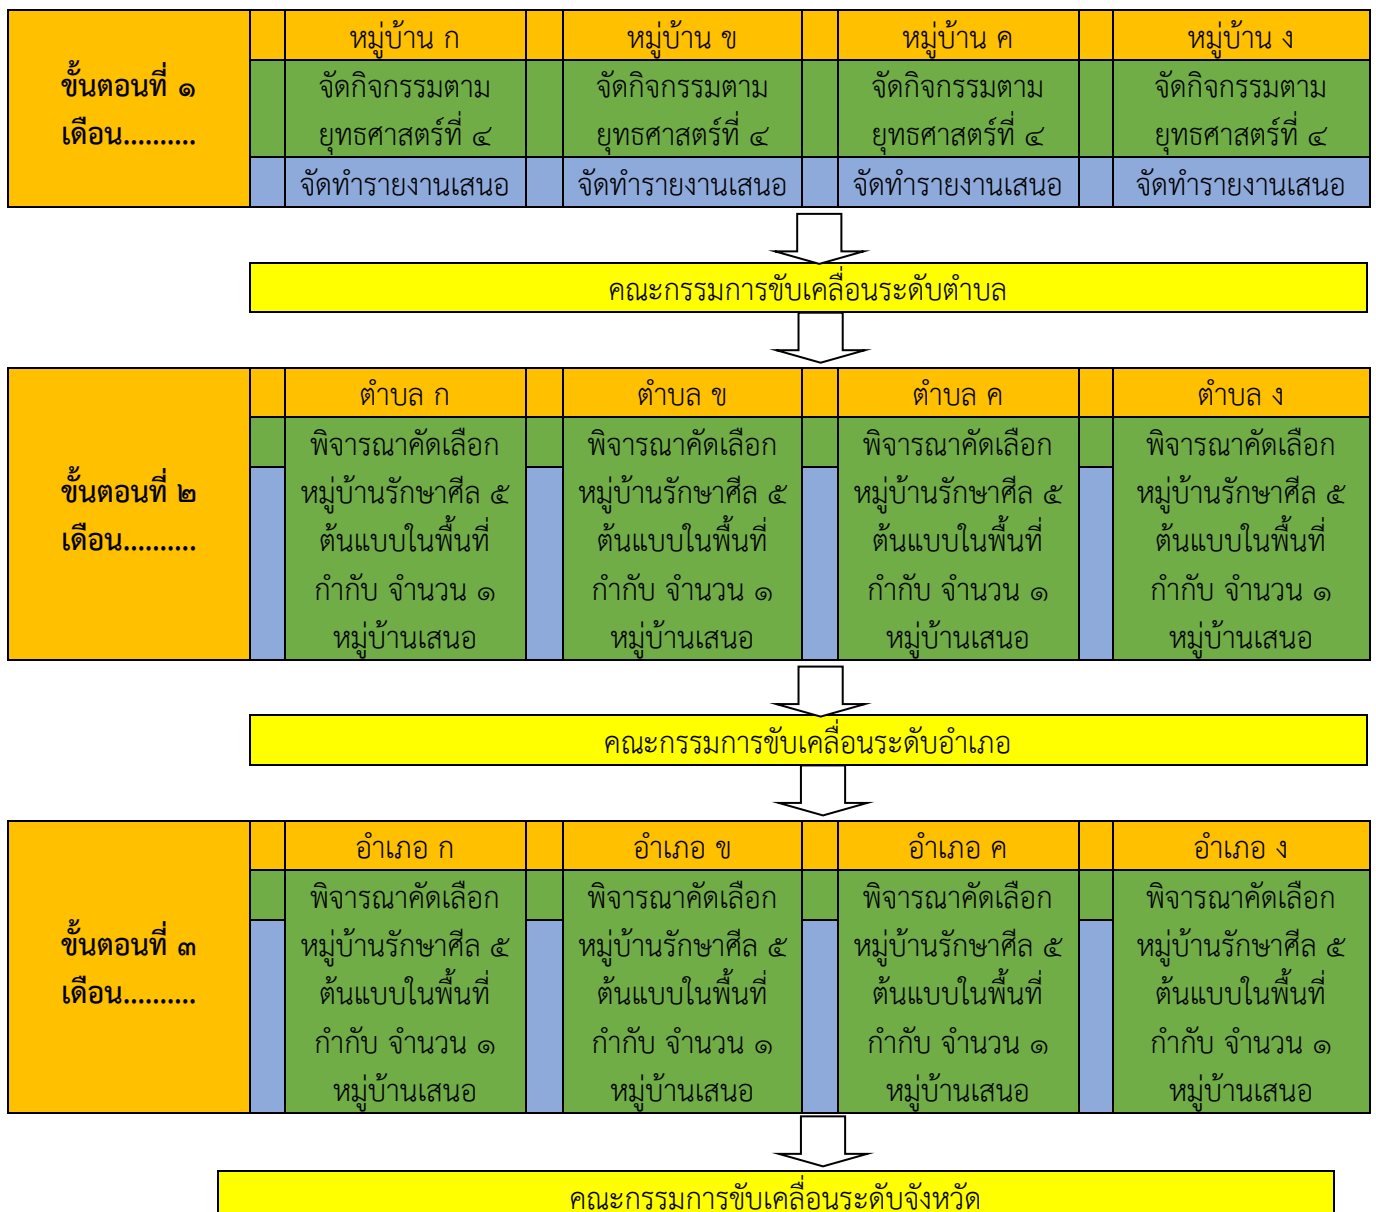 ขั้นตอนที่ ๑
เดือน..........
หมู่บ้าน ก
จัดกิจกรรมตาม
ยุทธศาสตร์ที่ ๔
จัดทำรายงานเสนอ
หมู่บ้าน ข
จัดกิจกรรมตาม
ยุทธศาสตร์ที่ ๔
จัดทำรายงานเสนอ
หมู่บ้าน ค
จัดกิจกรรมตาม
ยุทธศาสตร์ที่ ๔
จัดทำรายงานเสนอ
หมู่บ้าน ง
จัดกิจกรรมตาม
ยุทธศาสตร์ที่ ๔
จัดทำรายงานเสนอ
คณะกรรมการขับเคลื่อนระดับตำบล
ขั้นตอนที่ ๒
เดือน..........
ตำบล ก
พิจารณาคัดเลือก
หมู่บ้านรักษาศีล ๕
ต้นแบบในพื้นที่
กำกับ จำนวน ๑
หมู่บ้านเสนอ
ตำบล ข
พิจารณาคัดเลือก
หมู่บ้านรักษาศีล ๕
ต้นแบบในพื้นที่
กำกับ จำนวน ๑
หมู่บ้านเสนอ
ตำบล ค
พิจารณาคัดเลือก
หมู่บ้านรักษาศีล ๕
ต้นแบบในพื้นที่
กำกับ จำนวน ๑
หมู่บ้านเสนอ
ตำบล ง
พิจารณาคัดเลือก
หมู่บ้านรักษาศีล ๕
ต้นแบบในพื้นที่
กำกับ จำนวน ๑
หมู่บ้านเสนอ
คณะกรรมการขับเคลื่อนระดับอำเภอ
ขั้นตอนที่ ๓
เดือน..........
อำเภอ ก
พิจารณาคัดเลือก
หมู่บ้านรักษาศีล ๕
ต้นแบบในพื้นที่
กำกับ จำนวน ๑
หมู่บ้านเสนอ
อำเภอ ข
พิจารณาคัดเลือก
หมู่บ้านรักษาศีล ๕
ต้นแบบในพื้นที่
กำกับ จำนวน ๑
หมู่บ้านเสนอ
อำเภอ ค
พิจารณาคัดเลือก
หมู่บ้านรักษาศีล ๕
ต้นแบบในพื้นที่
กำกับ จำนวน ๑
หมู่บ้านเสนอ
อำเภอ ง
พิจารณาคัดเลือก
หมู่บ้านรักษาศีล ๕
ต้นแบบในพื้นที่
กำกับ จำนวน ๑
หมู่บ้านเสนอ
คณะกรรมการขับเคลื่อนระดับจังหวัด